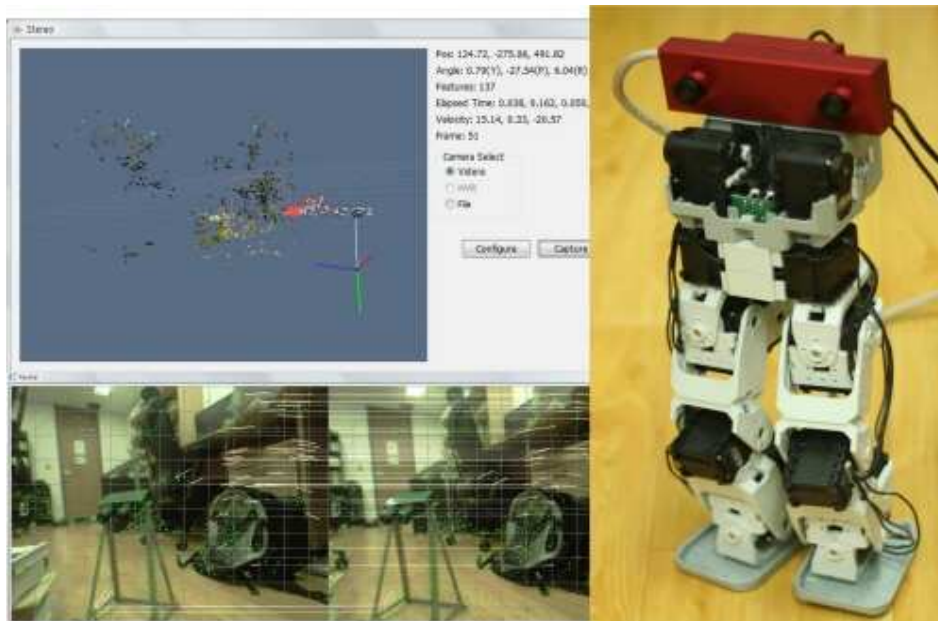 Stereo
Pos: 124.72, -275.86, 491.82
Angle: 0.79(Y), -27.54(P), 6.04(R)
Features: 137
Elapsed Time: 0.038, 0.162, 0.050,
Velocity: 15.14, 0.33, -20.57
Frame: 51
Camera Select
Videre
File
Configure
Capture